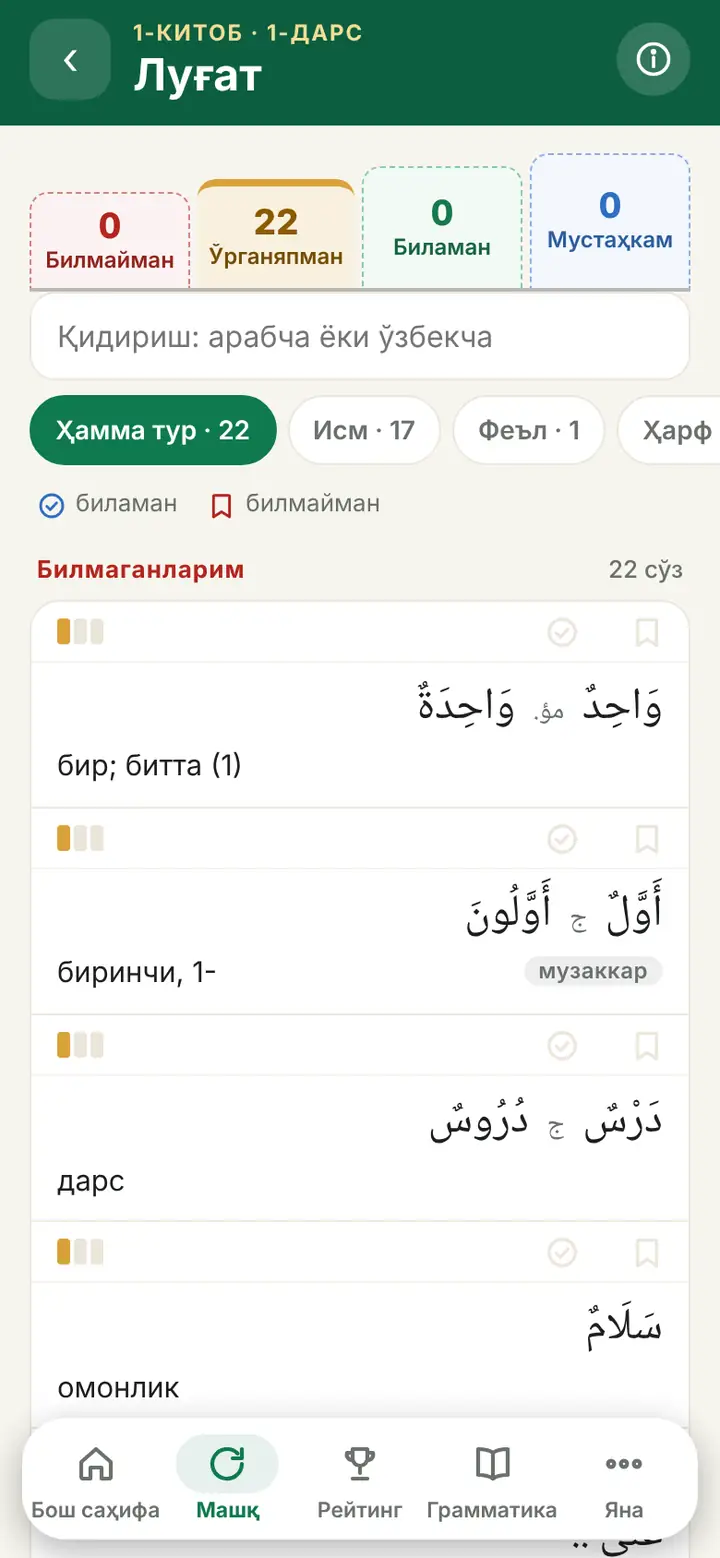 1-КИТОБ · 1-ДАРС
Луғат
0
Билмайман
22
Ўрганяпман
0
Биламан
0
Мустаҳкам
Қидириш: арабча ёки ўзбекча
Ҳамма тур · 22
Исм · 17
Феъл · 1
Ҳарф
биламан
билмайман
Билмаганларим
22 сўз
وَاحِدٌ مؤ. وَاحِدَةٌ
бир; битта (1)
أَوَّلٌ ج أَوَّلُونَ
биринчи, 1-
музаккар
دَرْسٌ ج دُرُوسٌ
дарс
سَلَامٌ
омонлик
Бош саҳифа
Машқ
Рейтинг
Грамматика
Яна